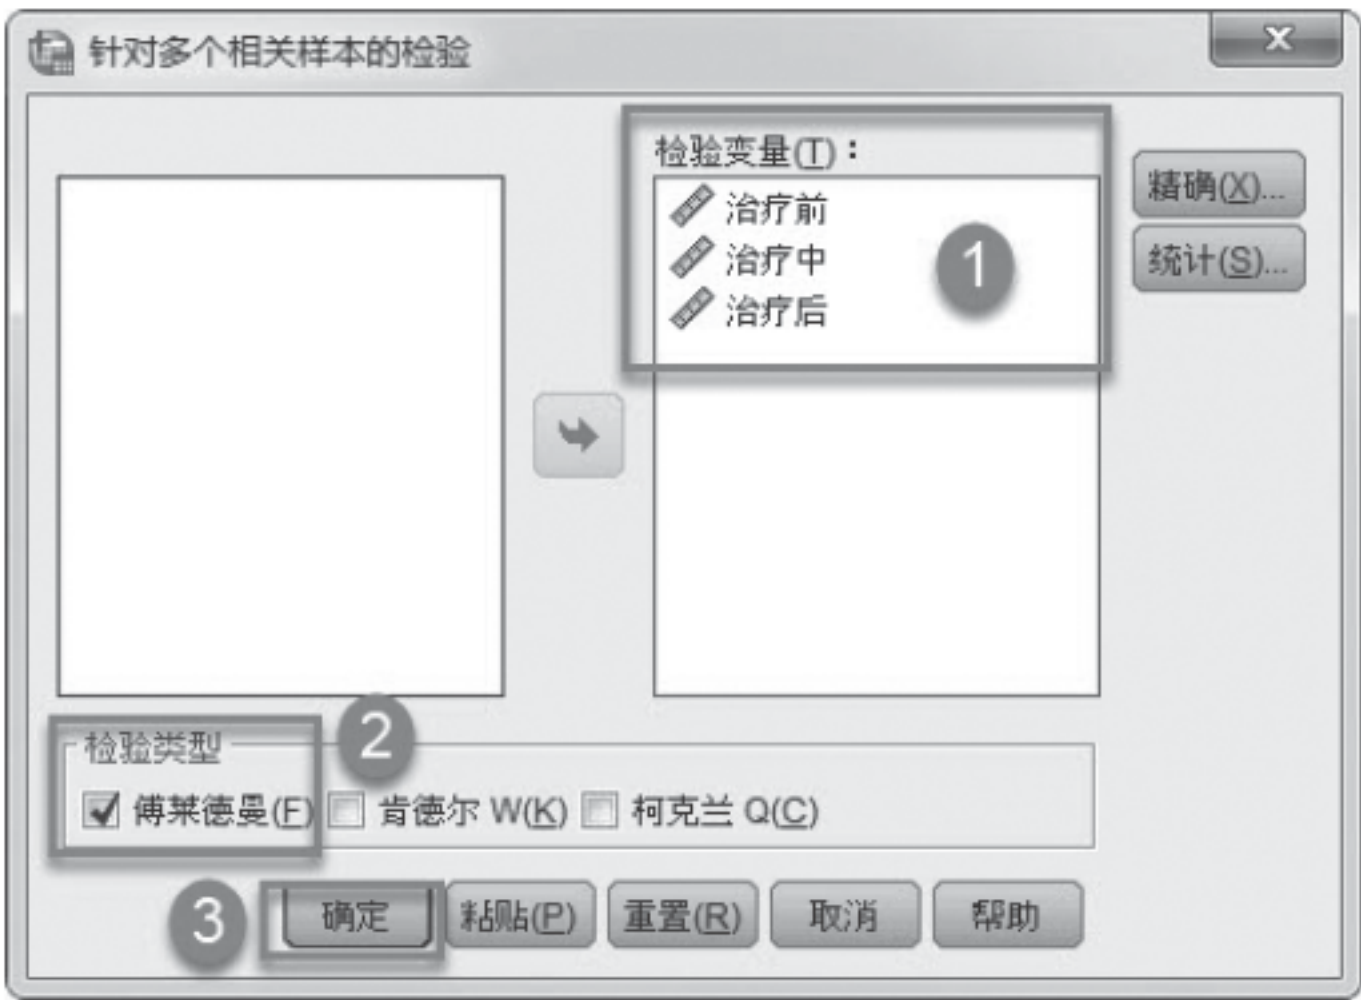 针对多个相关样本的检验
检验变量(T)：
治疗前
治疗中
治疗后
1
精确(X)...
统计(S)...
2
检验类型
傅莱德曼(F) 肯德尔 W(K) 柯克兰 Q(C)
3
确定 粘贴(P) 重置(R) 取消 帮助